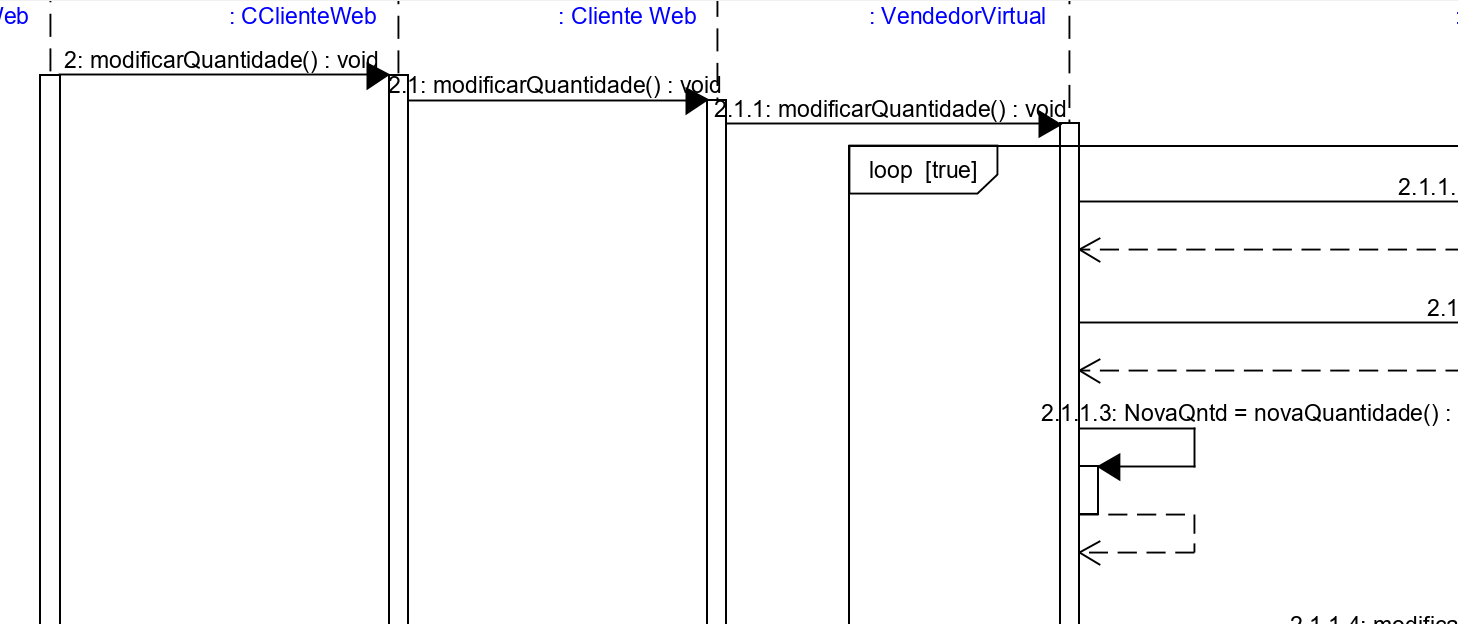 : CClienteWeb
: Cliente Web
: VendedorVirtual
2: modificarQuantidade() : void
2.1: modificarQuantidade() : void
2.1.1: modificarQuantidade() : void
loop [true]
2.1.1.
2.1
2.1.1.3: NovaQntd = novaQuantidade() :